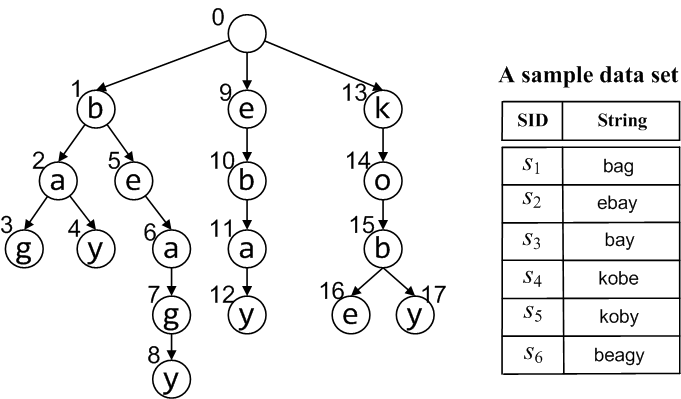 0
1 b 9 e 13 k
2 a 5 e 10 b 14 o
3 g 4 y 6 a 11 a 15 b
7 g 12 y 16 e 17 y
8 y
A sample data set
SID String
s1 bag
s2 ebay
s3 bay
s4 kobe
s5 koby
s6 beagy